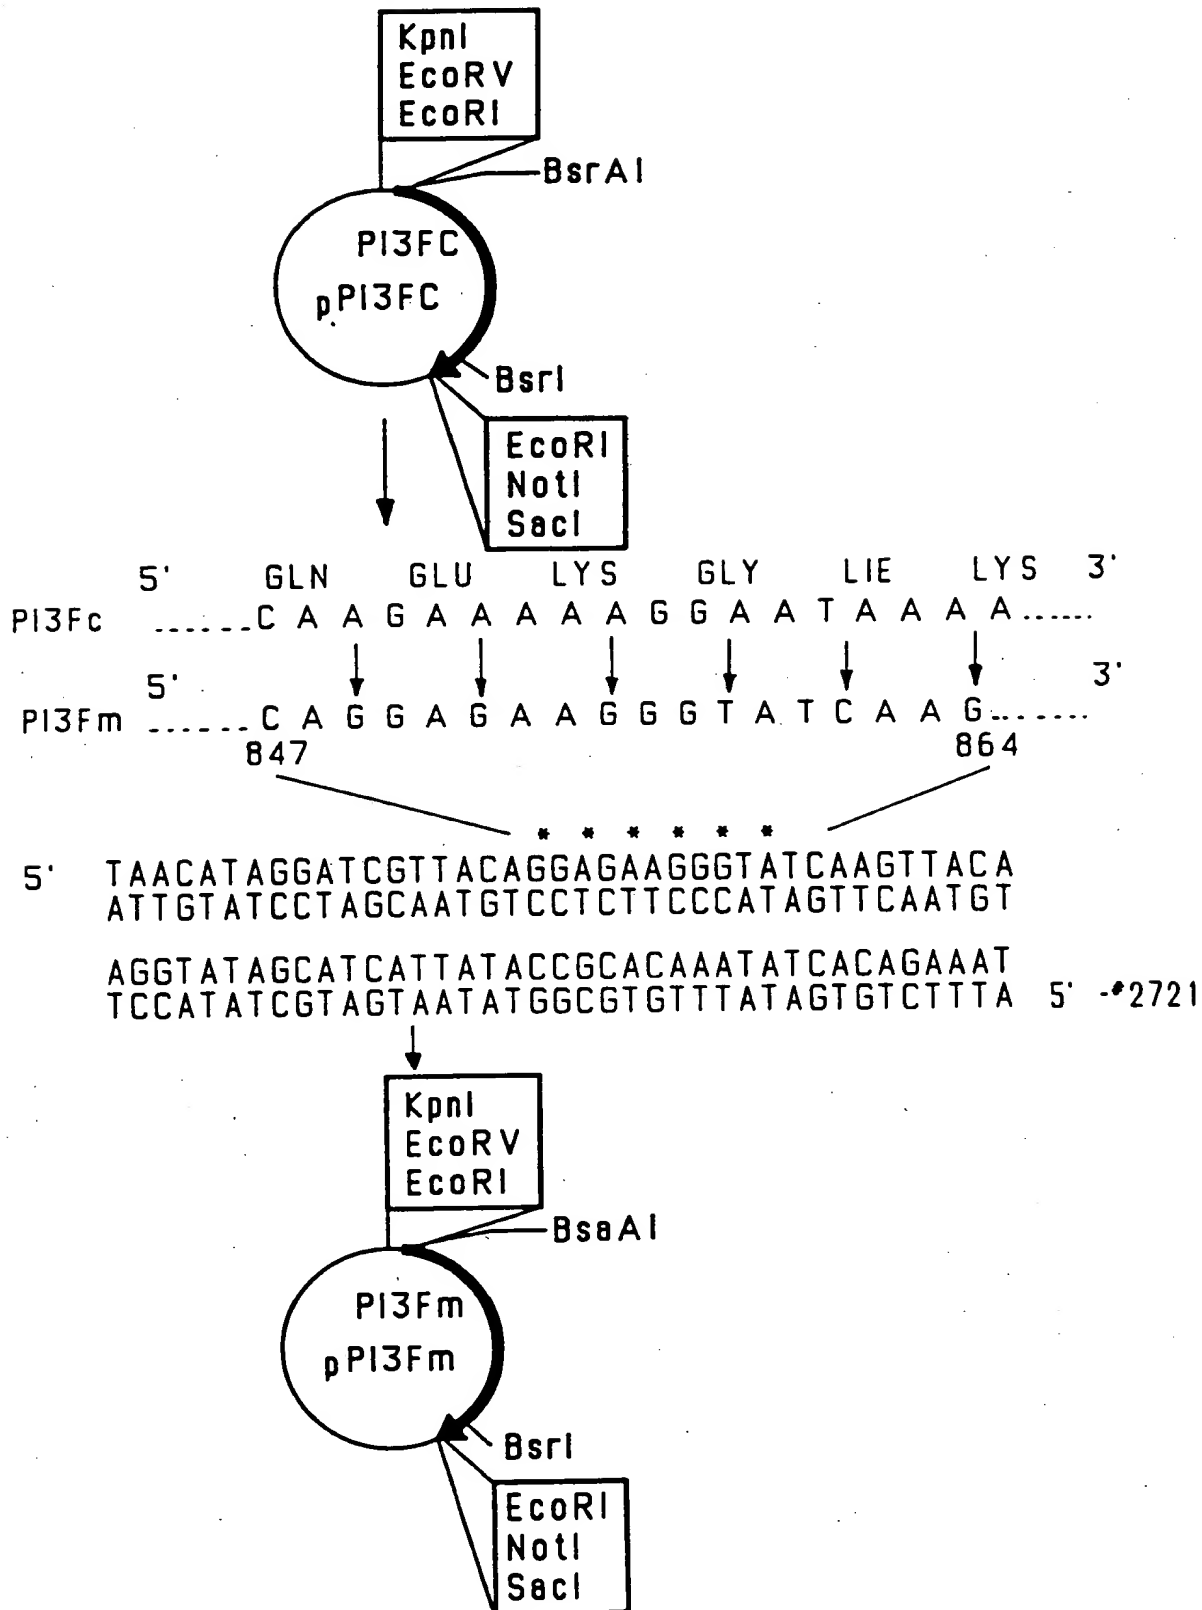 KpnI
EcoRV
EcoRI
BsrAI
PI3FC
pPI3FC
BsrI
EcoRI
NotI
SacI
5' GLN GLU LYS GLY LIE LYS 3'
PI3Fc ......C A A G A A A A A G G A A T A A A A......
5' 3'
PI3Fm ......C A G G A G A A G G G T A T C A A G.......
847 864
* * * * * *
5' TAACATAGGATCGTTACAGGAGAAGGGTATCAAGTTACA
ATTGTATCCTAGCAATGTCCTCTTCCCATAGTTCAATGT
AGGTATAGCATCATTATACCGCACAAATATCACAGAAAT
TCCATATCGTAGTAATATGGCGTGTTTATAGTGTCTTTA 5' -#2721
KpnI
EcoRV
EcoRI
BsaAI
PI3Fm
pPI3Fm
BsrI
EcoRI
NotI
SacI